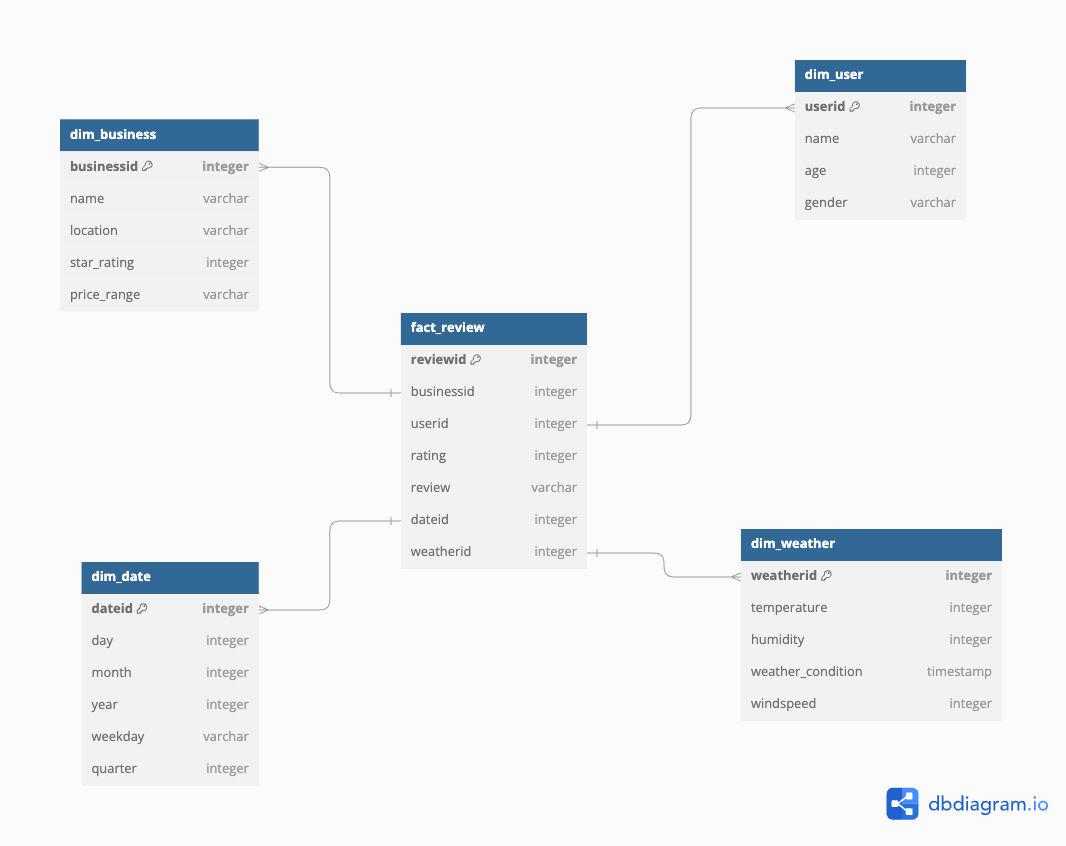 dim_business
businessid integer
name varchar
location varchar
star_rating integer
price_range varchar
dim_user
userid integer
name varchar
age integer
gender varchar
fact_review
reviewid integer
businessid integer
userid integer
rating integer
review varchar
dateid integer
weatherid integer
dim_date
dateid integer
day integer
month integer
year integer
weekday varchar
quarter integer
dim_weather
weatherid integer
temperature integer
humidity integer
weather_condition timestamp
windspeed integer
dbdiagram.io